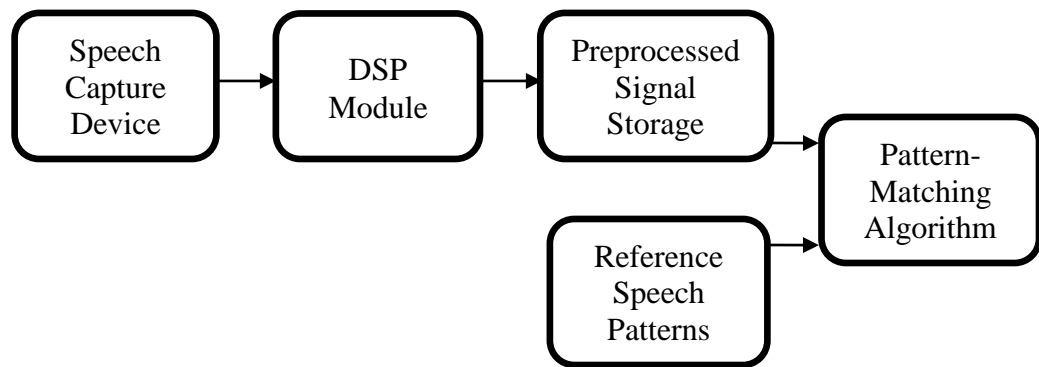 Speech
Capture
Device
DSP
Module
Preprocessed
Signal
Storage
Pattern-
Matching
Algorithm
Reference
Speech
Patterns